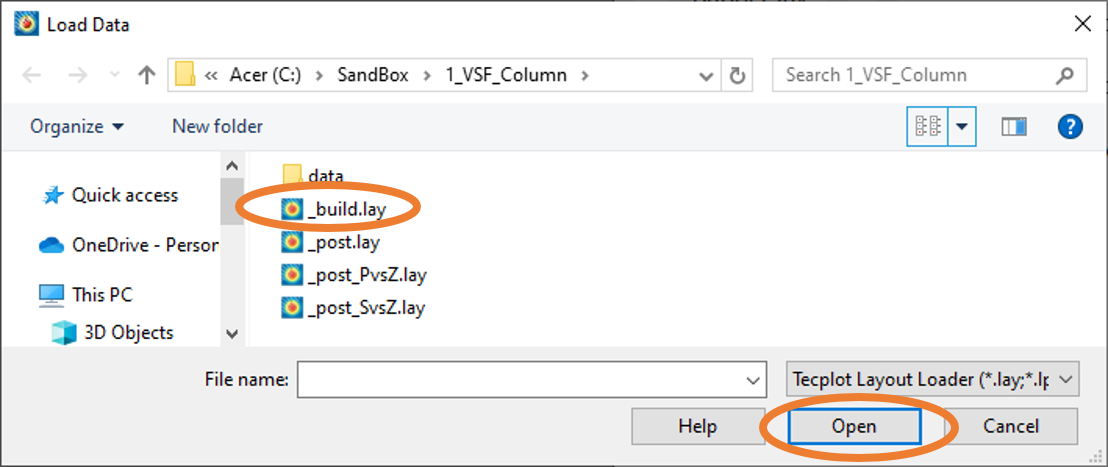 Load Data
« Acer (C:) > SandBox > 1_VSF_Column >
Search 1_VSF_Column
Organize
New folder
Quick access
OneDrive - Person
This PC
3D Objects
data
_build.lay
_post.lay
_post_PvsZ.lay
_post_SvsZ.lay
File name:
Tecplot Layout Loader (*.lay;*.lp
Help
Open
Cancel